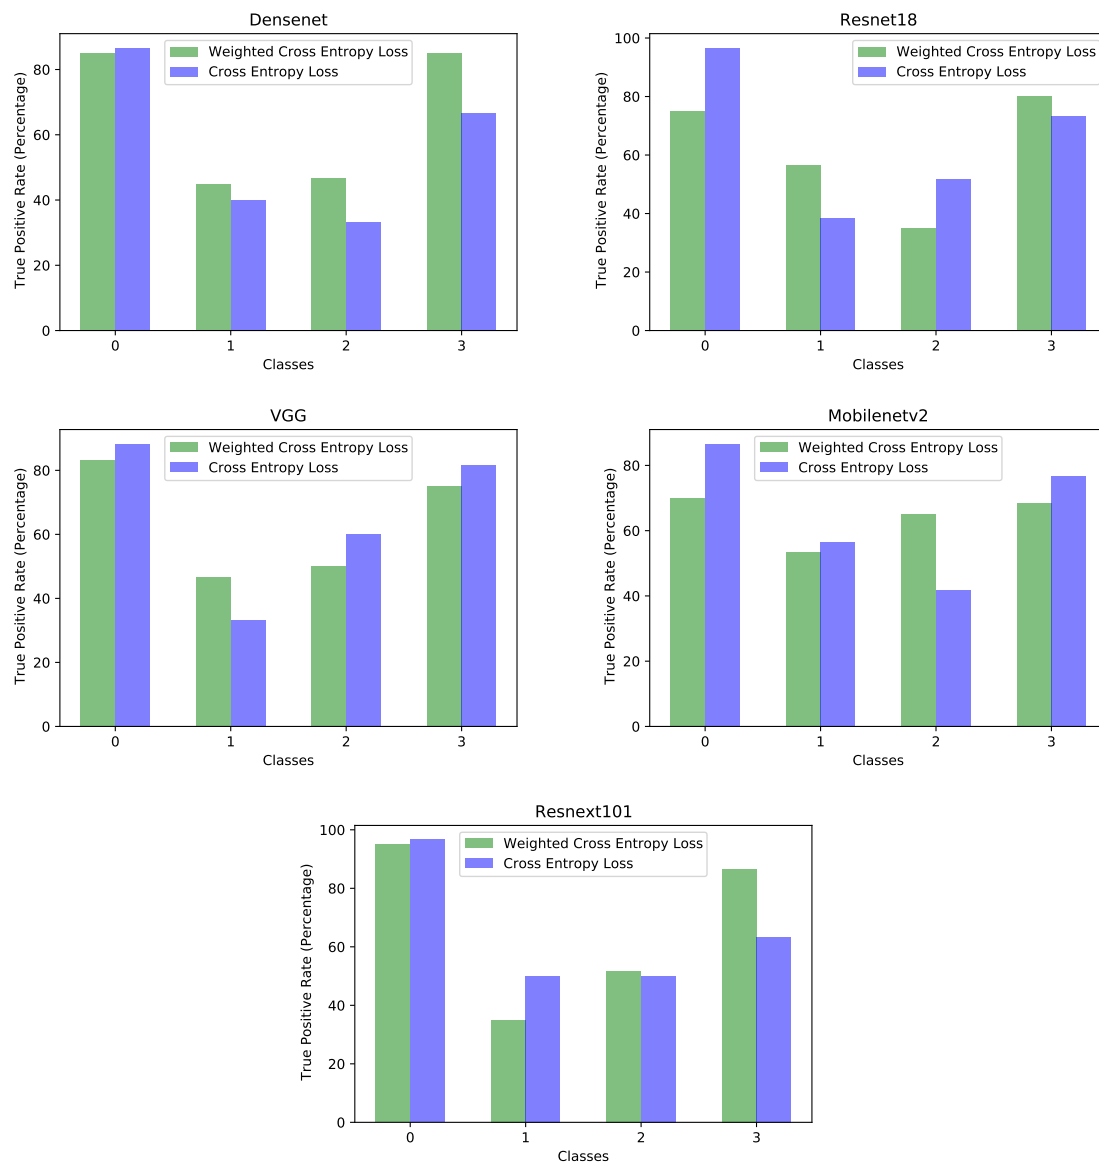 Densenet
Weighted Cross Entropy Loss
Cross Entropy Loss
True Positive Rate (Percentage)
80
60
40
20
0
0 1 2 3
Classes
Resnet18
Weighted Cross Entropy Loss
Cross Entropy Loss
True Positive Rate (Percentage)
100
80
60
40
20
0
0 1 2 3
Classes
VGG
Weighted Cross Entropy Loss
Cross Entropy Loss
True Positive Rate (Percentage)
80
60
40
20
0
0 1 2 3
Classes
Mobilenetv2
Weighted Cross Entropy Loss
Cross Entropy Loss
True Positive Rate (Percentage)
80
60
40
20
0
0 1 2 3
Classes
Resnext101
Weighted Cross Entropy Loss
Cross Entropy Loss
True Positive Rate (Percentage)
100
80
60
40
20
0
0 1 2 3
Classes